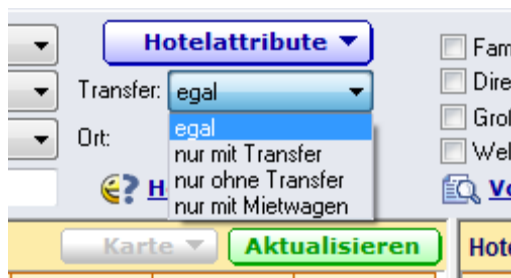 Hotelattribute
Transfer: egal
Ort:
egal
nur mit Transfer
nur ohne Transfer
nur mit Mietwagen
Karte Aktualisieren